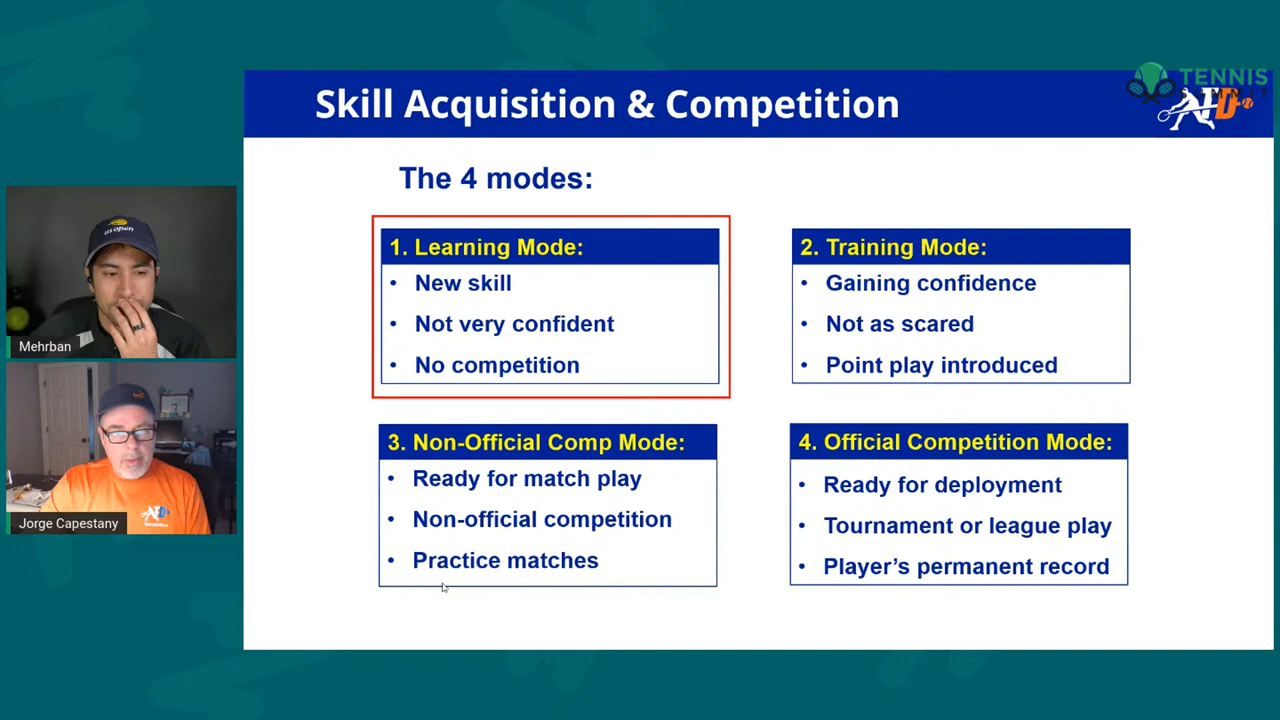 Skill Acquisition & Competition
TENNIS
SUMMIT
The 4 modes:
1. Learning Mode:
• New skill
• Not very confident
• No competition
2. Training Mode:
• Gaining confidence
• Not as scared
• Point play introduced
3. Non-Official Comp Mode:
• Ready for match play
• Non-official competition
• Practice matches
4. Official Competition Mode:
• Ready for deployment
• Tournament or league play
• Player's permanent record
us open
Mehrban
Jorge Capestany